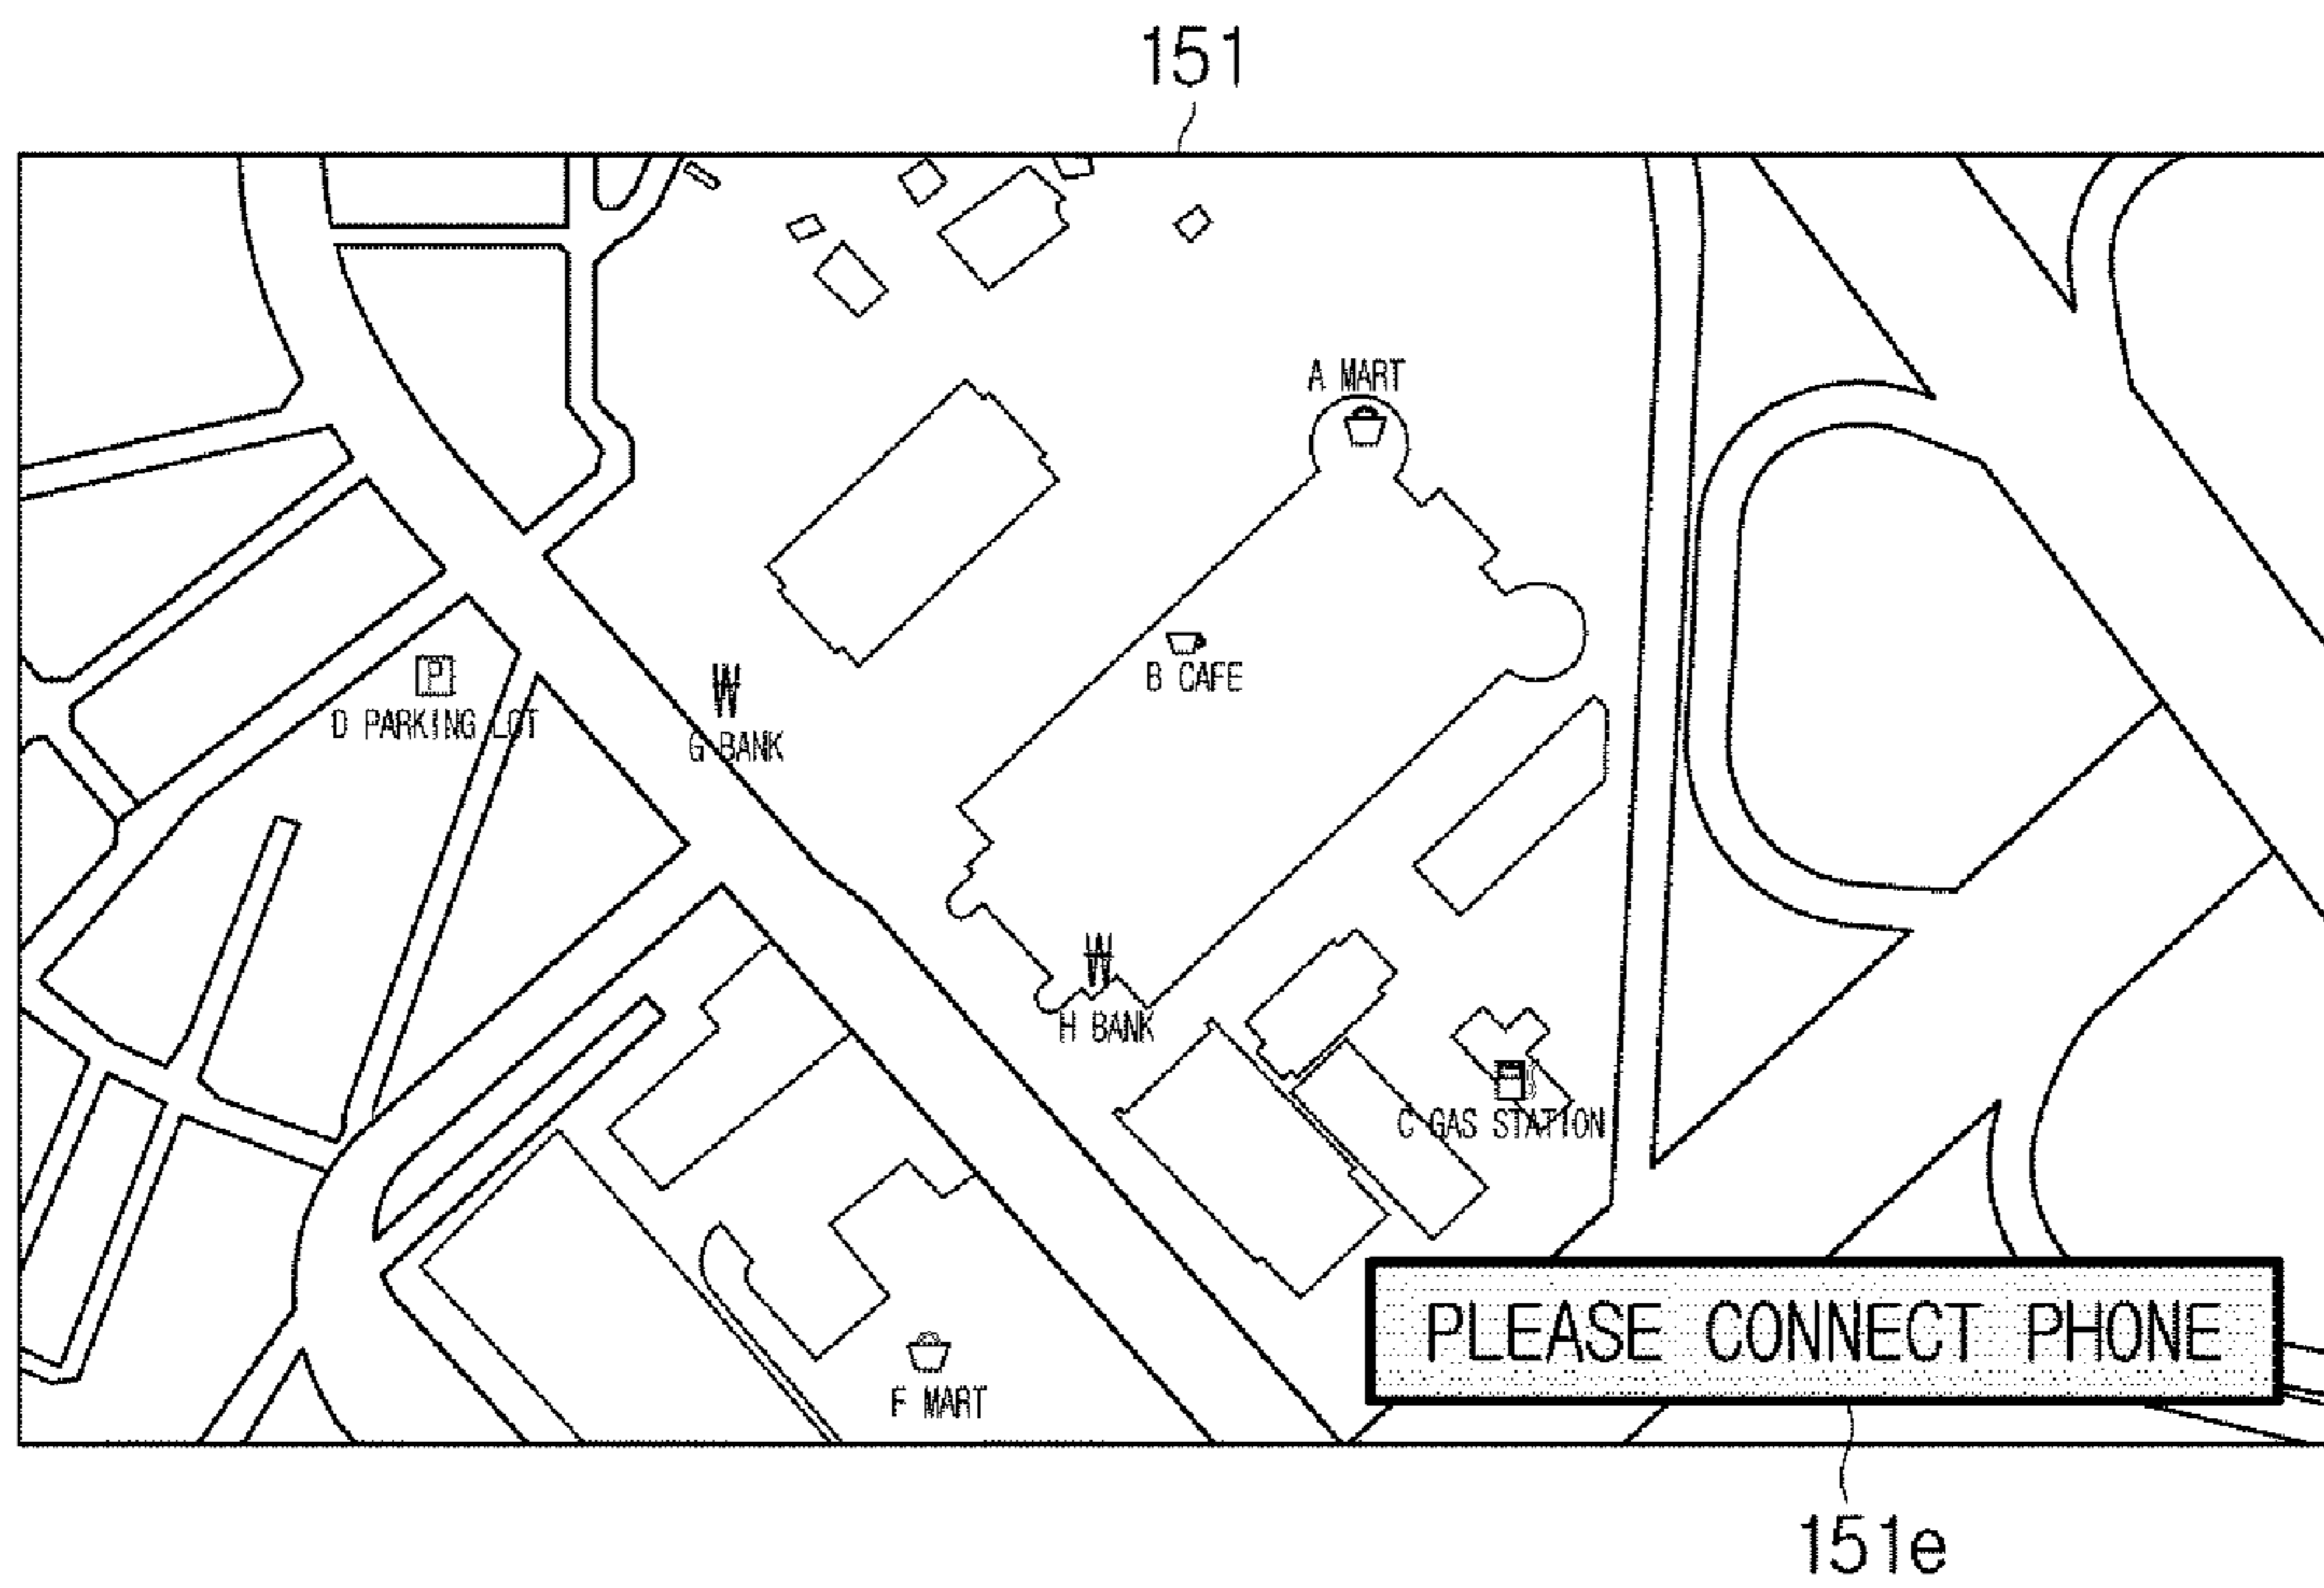 151
A MART
B CAFE
P
D PARKING LOT
W
G BANK
W
H BANK
C GAS STATION
PLEASE CONNECT PHONE
F MART
151e